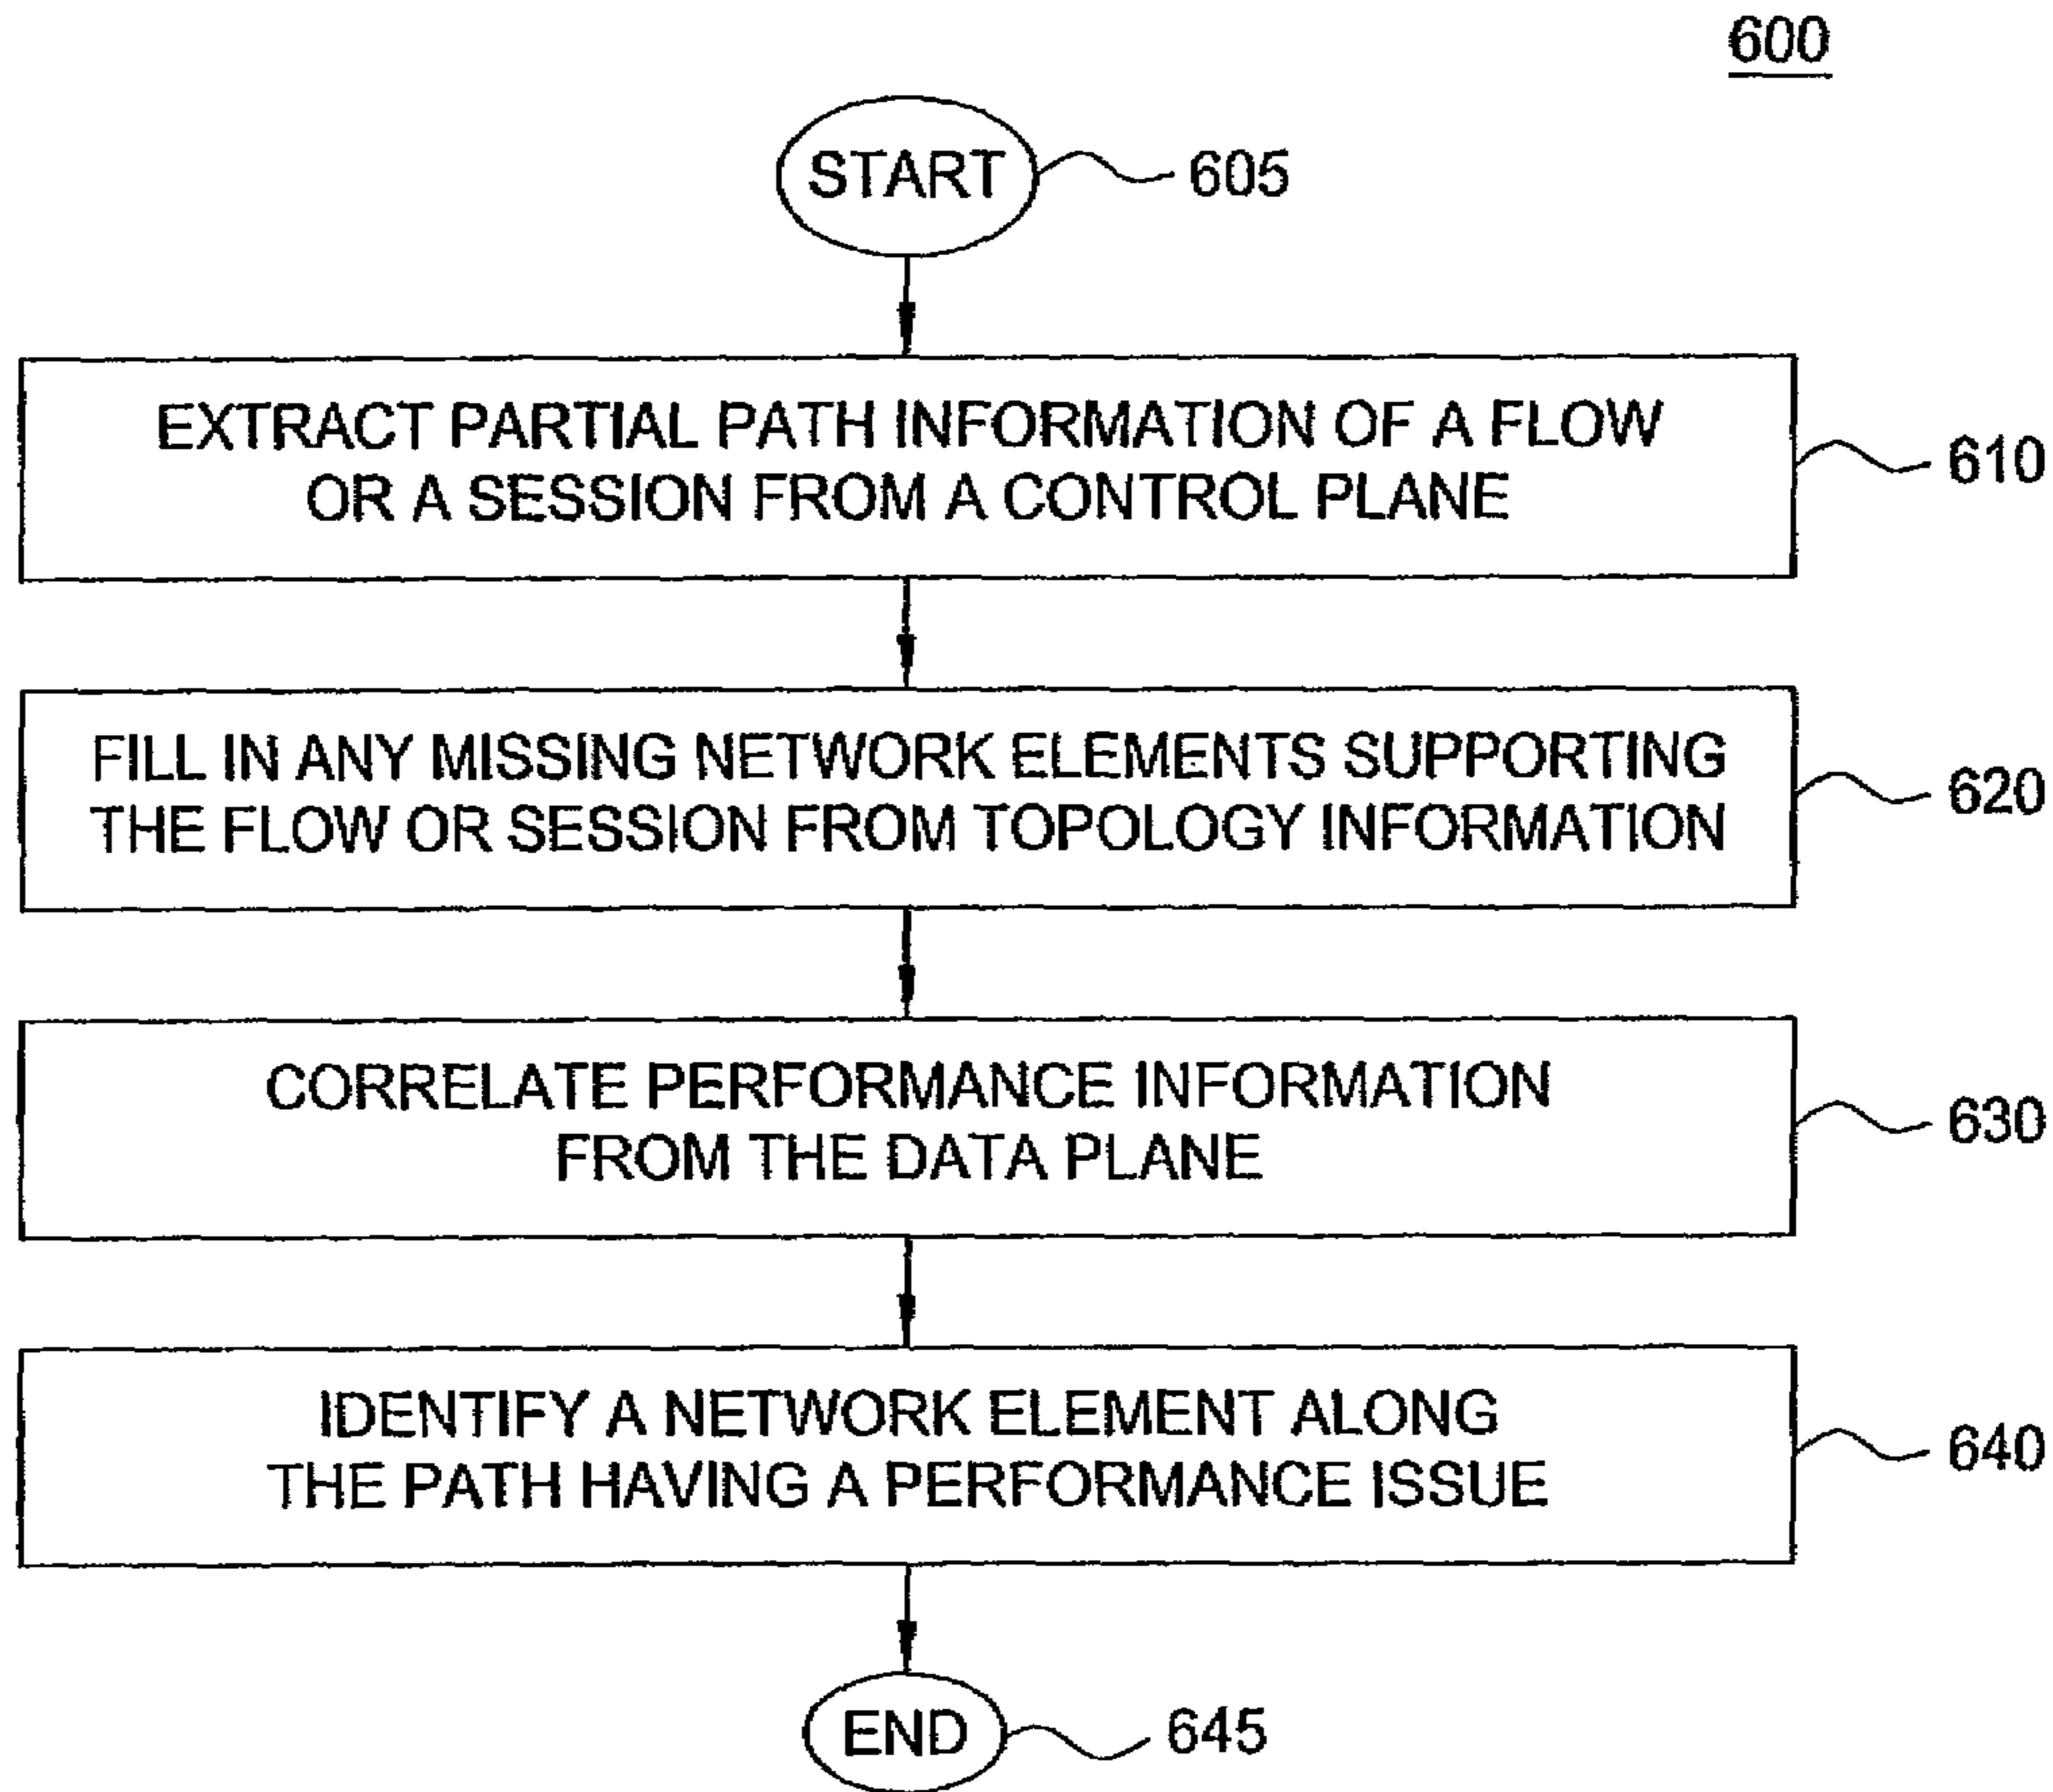 600
START
605
EXTRACT PARTIAL PATH INFORMATION OF A FLOW
OR A SESSION FROM A CONTROL PLANE
610
FILL IN ANY MISSING NETWORK ELEMENTS SUPPORTING
THE FLOW OR SESSION FROM TOPOLOGY INFORMATION
620
CORRELATE PERFORMANCE INFORMATION
FROM THE DATA PLANE
630
IDENTIFY A NETWORK ELEMENT ALONG
THE PATH HAVING A PERFORMANCE ISSUE
640
END
645